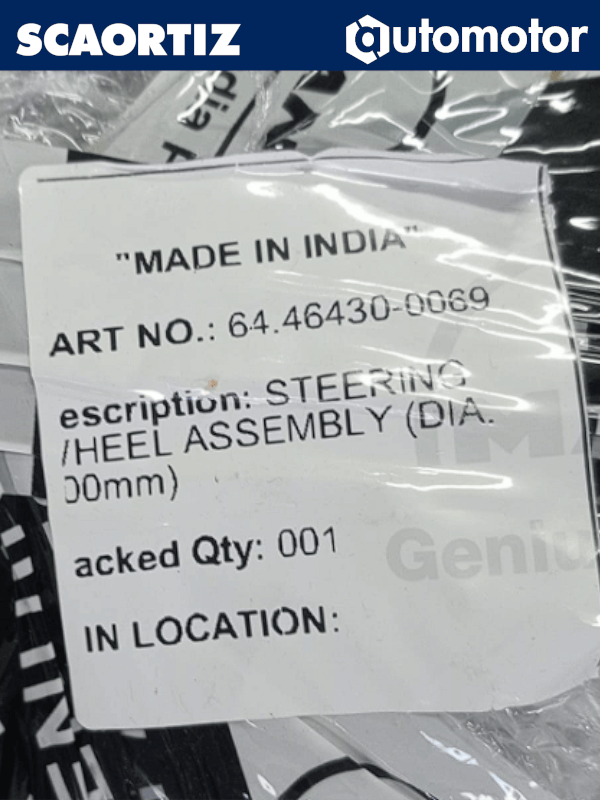 SCAORTIZ
automotor
dia P
"MADE IN INDIA"
ART NO.: 64.46430-0069
escription: STEERING
/HEEL ASSEMBLY (DIA.
00mm)
acked Qty: 001
Geniu
IN LOCATION: